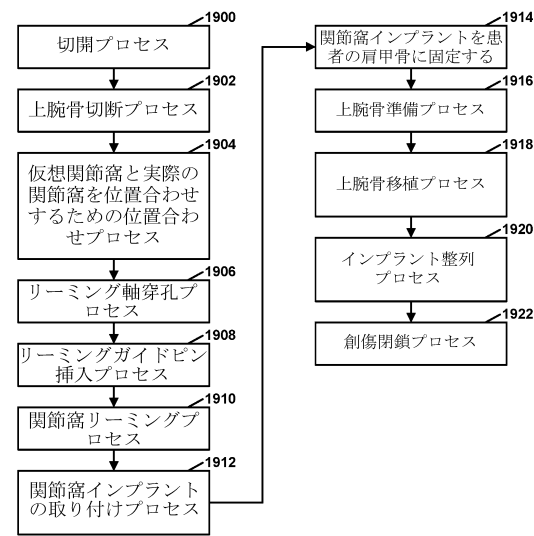 1900
切開プロセス
1902
上腕骨切断プロセス
1904
仮想関節窩と実際の
関節窩を位置合わせ
するための位置合わ
せプロセス
1906
リーミング軸穿孔プ
ロセス
1908
リーミングガイドピン
挿入プロセス
1910
関節窩リーミングプ
ロセス
1912
関節窩インプラント
の取り付けプロセス
1914
関節窩インプラントを患
者の肩甲骨に固定する
1916
上腕骨準備プロセス
1918
上腕骨移植プロセス
1920
インプラント整列
プロセス
1922
創傷閉鎖プロセス